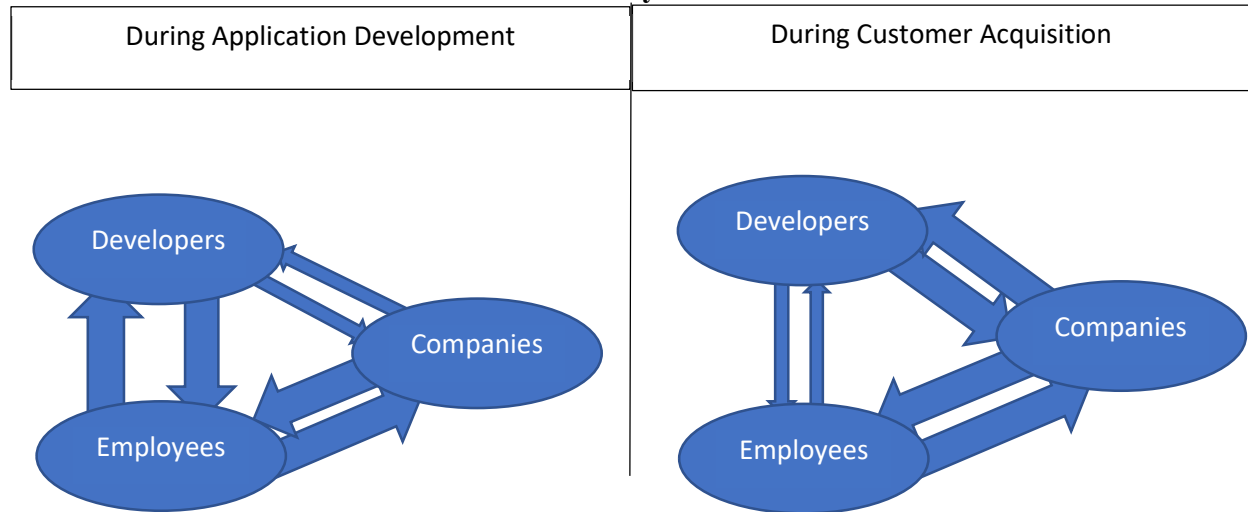 During Application Development
During Customer Acquisition
Developers
Companies
Employees
Developers
Companies
Employees